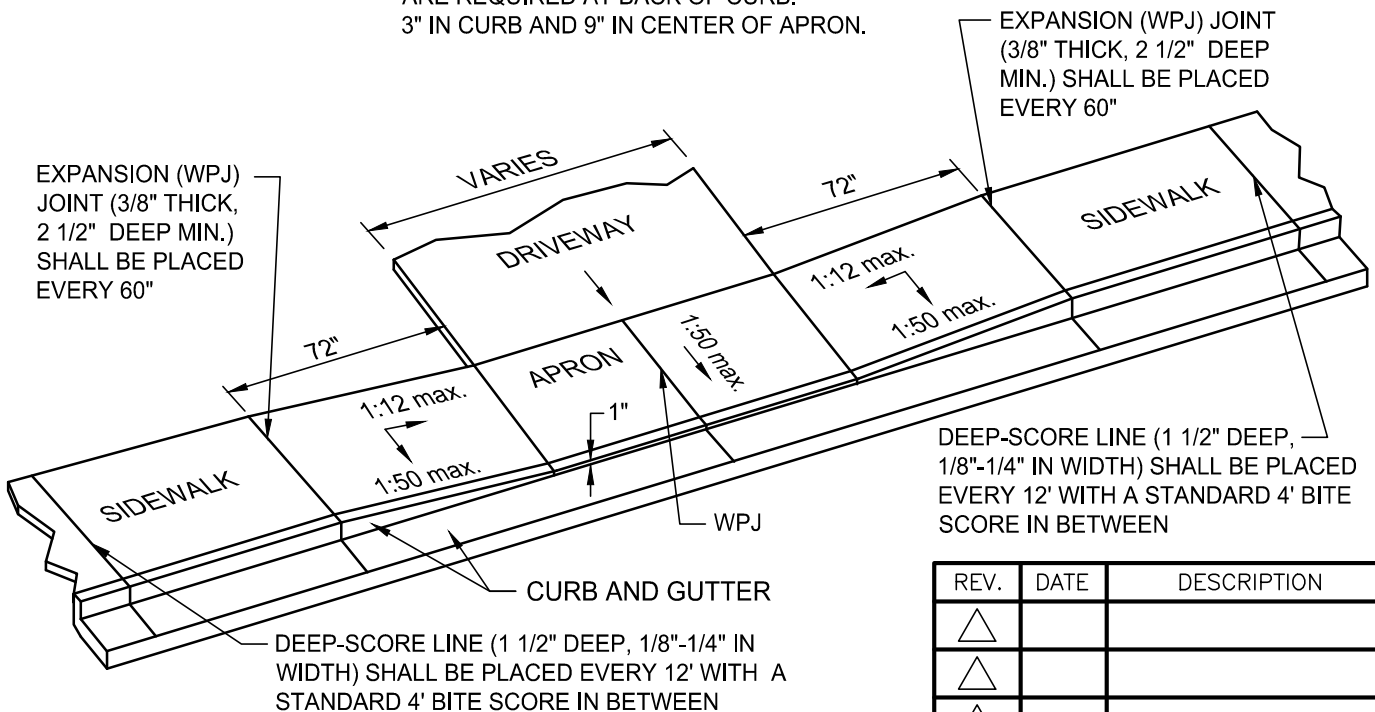 ARE REQUIRED AT BACK OF CURB.
3" IN CURB AND 9" IN CENTER OF APRON.
EXPANSION (WPJ) JOINT
(3/8" THICK, 2 1/2" DEEP
MIN.) SHALL BE PLACED
EVERY 60"
EXPANSION (WPJ)
JOINT (3/8" THICK,
2 1/2" DEEP MIN.)
SHALL BE PLACED
EVERY 60"
VARIES
72"
SIDEWALK
DRIVEWAY
1:12 max.
1:50 max.
72"
1:50 max.
APRON
1:12 max.
1"
1:50 max.
SIDEWALK
WPJ
DEEP-SCORE LINE (1 1/2" DEEP,
1/8"-1/4" IN WIDTH) SHALL BE PLACED
EVERY 12' WITH A STANDARD 4' BITE
SCORE IN BETWEEN
CURB AND GUTTER
DEEP-SCORE LINE (1 1/2" DEEP, 1/8"-1/4" IN
WIDTH) SHALL BE PLACED EVERY 12' WITH A
STANDARD 4' BITE SCORE IN BETWEEN
REV. DATE DESCRIPTION